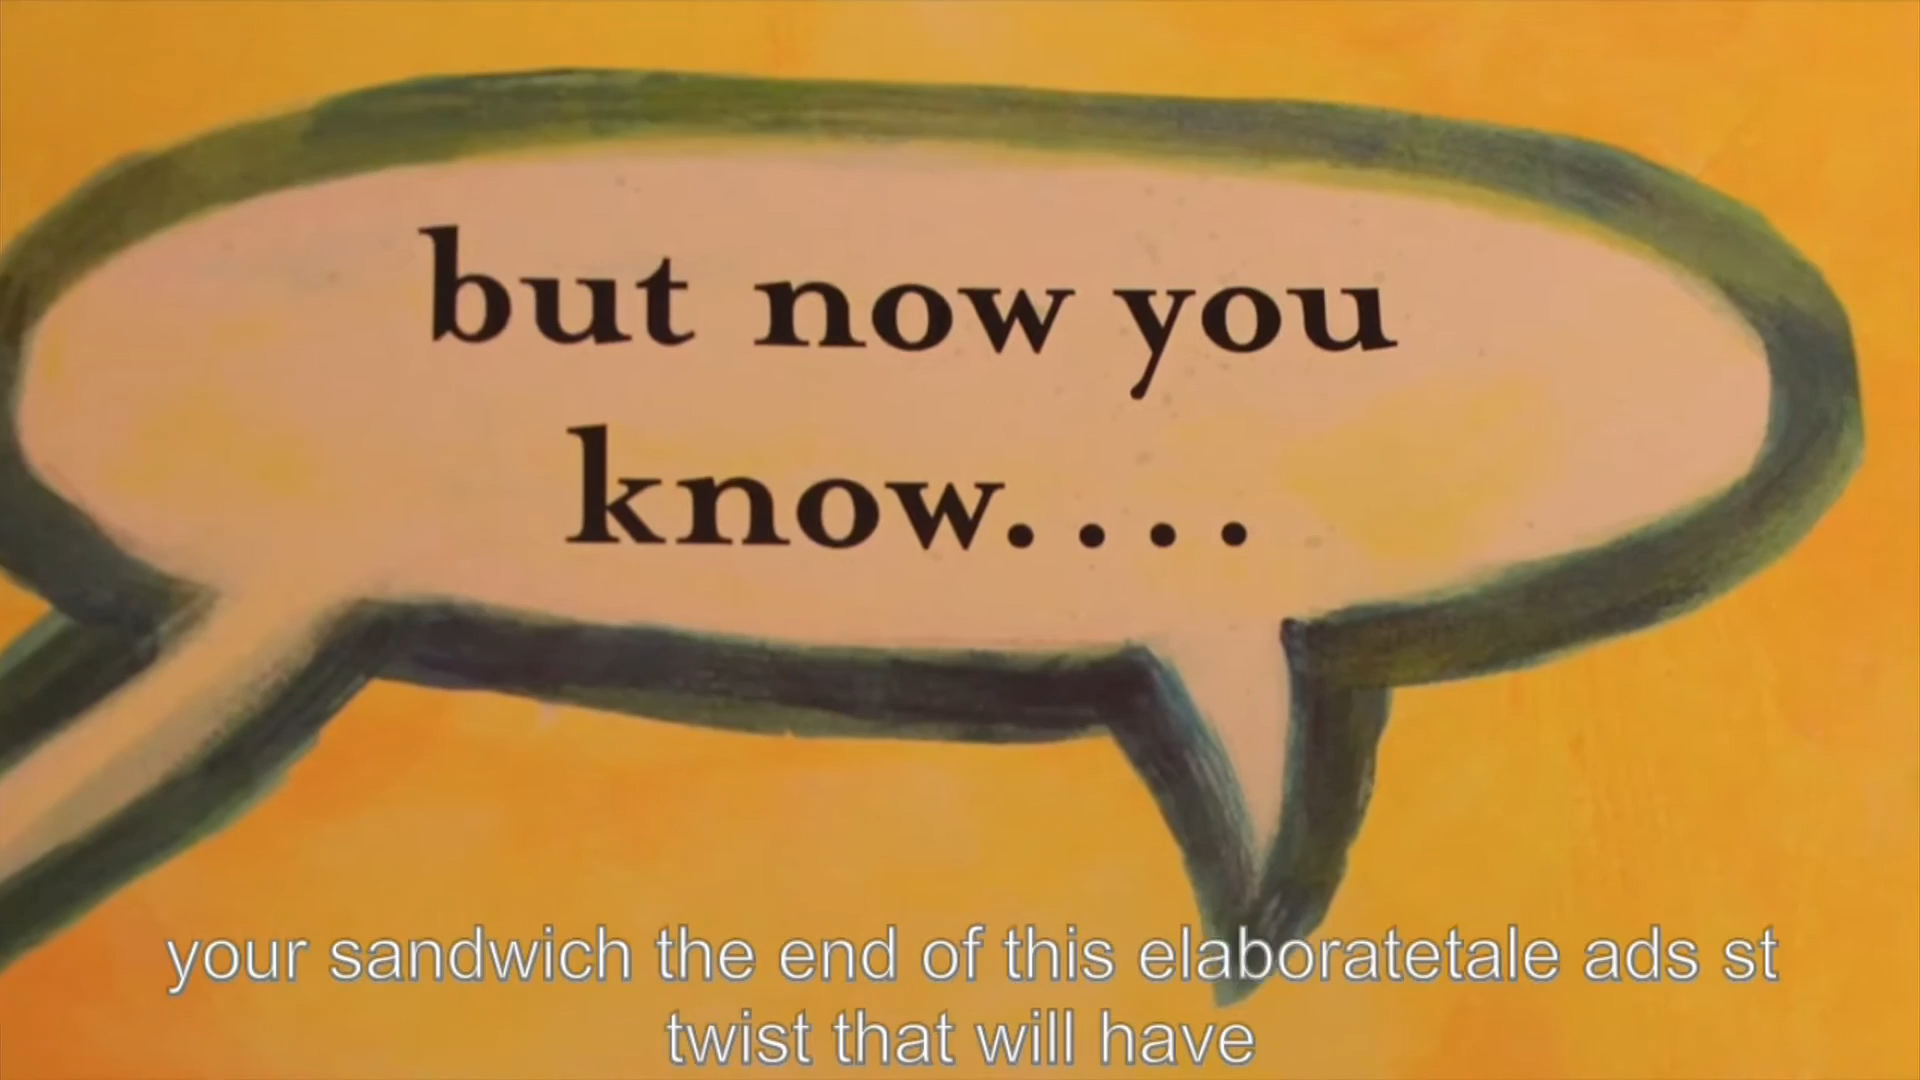 but now you
know....
your sandwich the end of this elaboratetale ads st
twist that will have